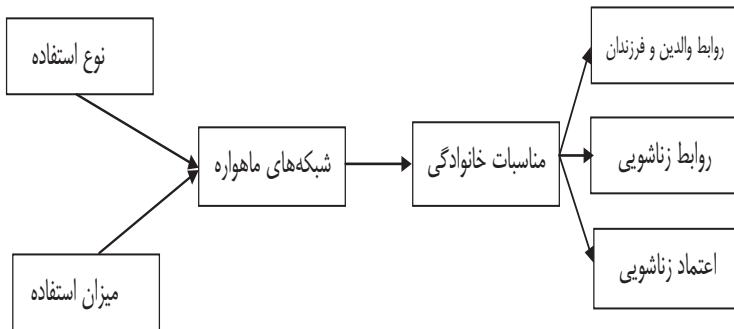 نوع استفاده
میزان استفاده
شبکه‌های ماهواره
مناسبات خانوادگی
روابط والدین و فرزندان
روابط زناشویی
اعتماد زناشویی